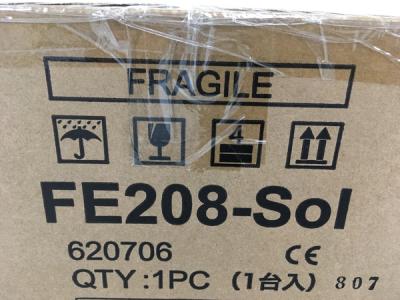 FRAGILE
4
FE208-Sol
620706 CE
QTY:1PC (1台入) 807